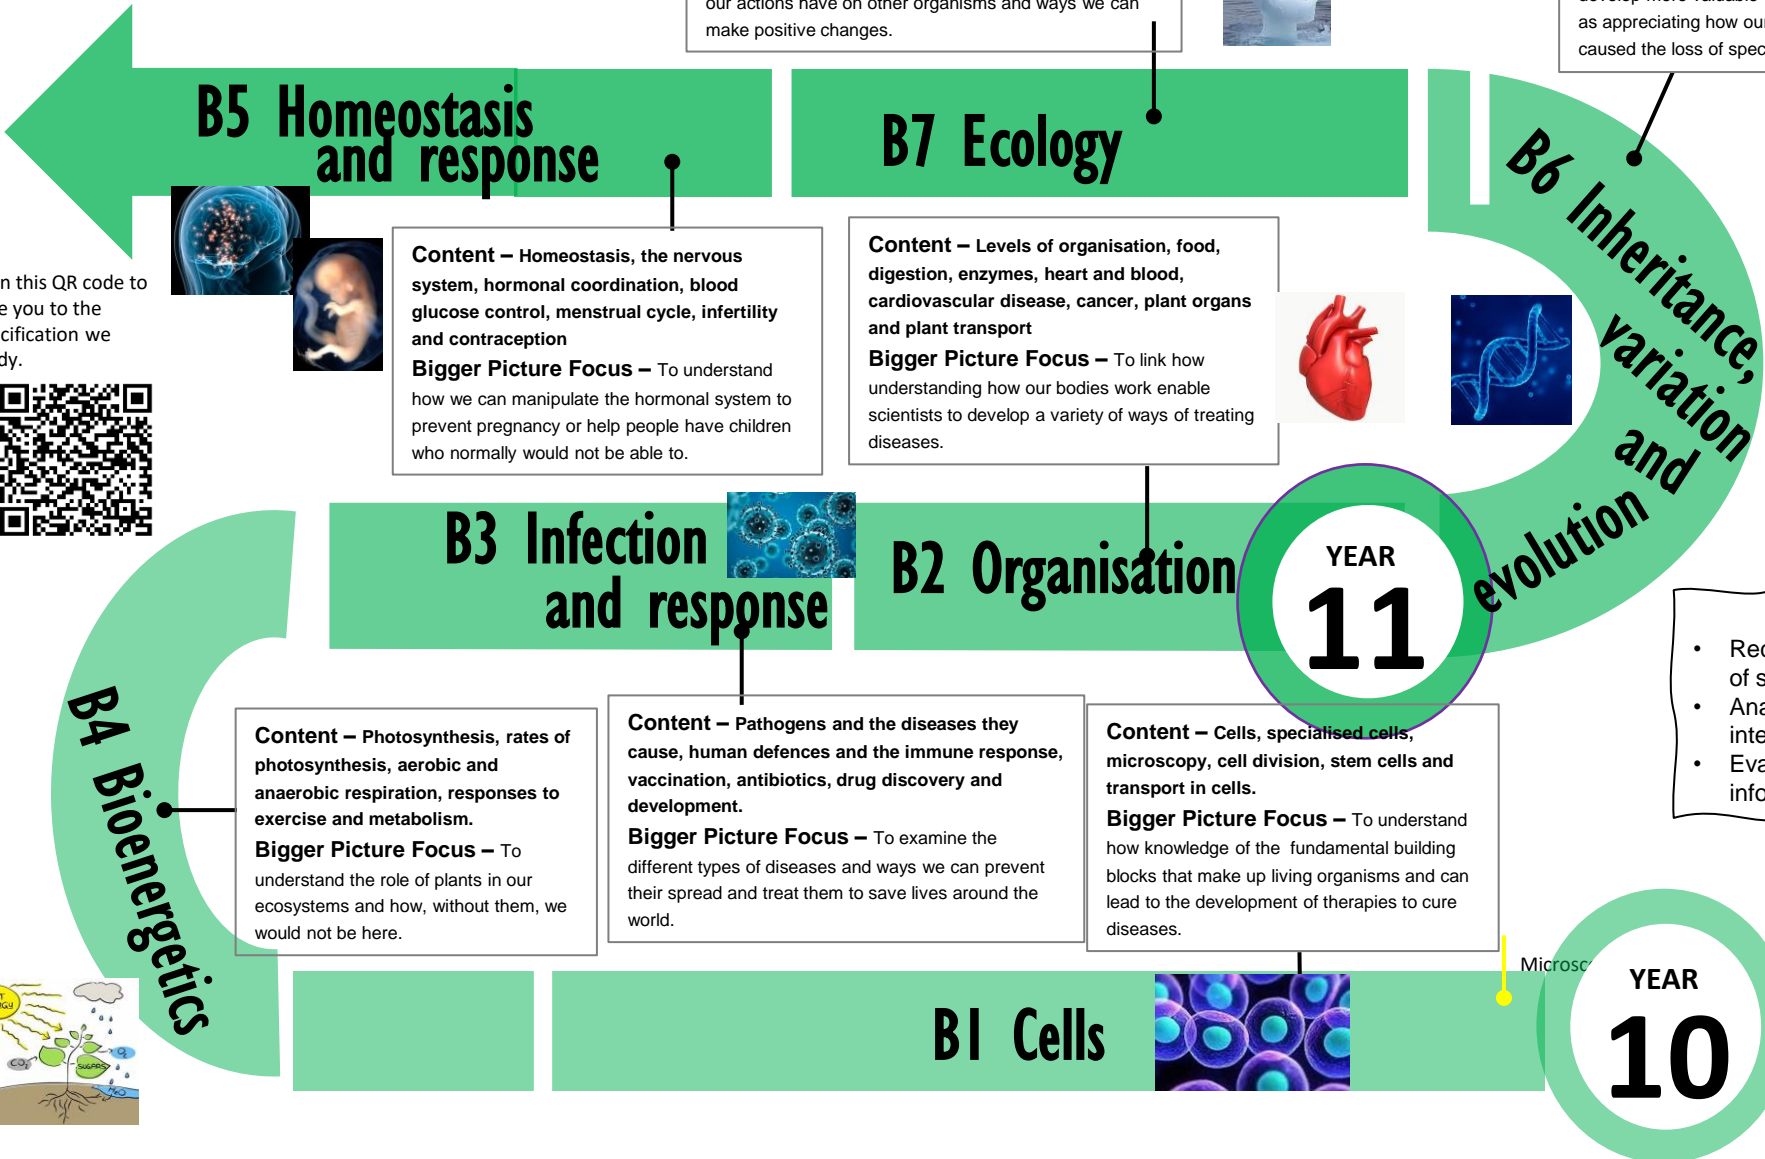 our actions have on other organisms and ways we can
make positive changes.
as appreciating how our
caused the loss of spec
B5 Homeostasis
and response
B7 Ecology
B6 Inheritance,
variation
and
evolution
n this QR code to
e you to the
cification we
dy.
Content – Homeostasis, the nervous
system, hormonal coordination, blood
glucose control, menstrual cycle, infertility
and contraception
Bigger Picture Focus – To understand
how we can manipulate the hormonal system to
prevent pregnancy or help people have children
who normally would not be able to.
Content – Levels of organisation, food,
digestion, enzymes, heart and blood,
cardiovascular disease, cancer, plant organs
and plant transport
Bigger Picture Focus – To link how
understanding how our bodies work enable
scientists to develop a variety of ways of treating
diseases.
B3 Infection
and response
B2 Organisation
YEAR
11
Rec
of s
Ana
inte
Eva
info
B4 Bioenergetics
Content – Photosynthesis, rates of
photosynthesis, aerobic and
anaerobic respiration, responses to
exercise and metabolism.
Bigger Picture Focus – To
understand the role of plants in our
ecosystems and how, without them, we
would not be here.
Content – Pathogens and the diseases they
cause, human defences and the immune response,
vaccination, antibiotics, drug discovery and
development.
Bigger Picture Focus – To examine the
different types of diseases and ways we can prevent
their spread and treat them to save lives around the
world.
Content – Cells, specialised cells,
microscopy, cell division, stem cells and
transport in cells.
Bigger Picture Focus – To understand
how knowledge of the fundamental building
blocks that make up living organisms and can
lead to the development of therapies to cure
diseases.
Microsc
B1 Cells
YEAR
10
CO₂
O₂
SUGARS
H₂O